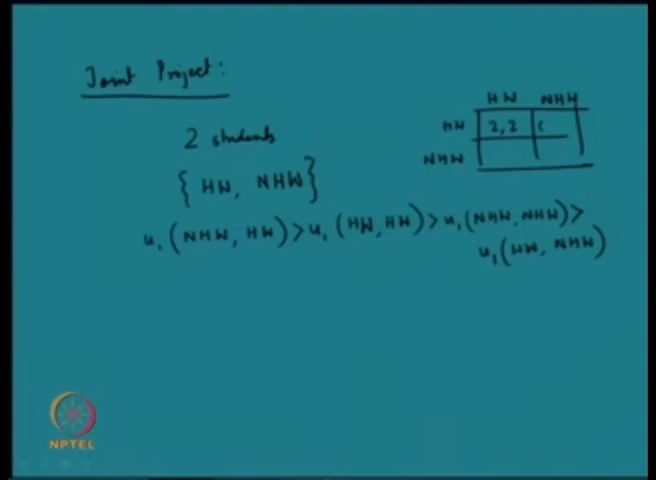 Joint Project:
2 students
{ HW, NHW }
u₁ (NHW, HW) > u₁ (HW, HW) > u₁ (NHW, NHW) >
u₁ (HW, NHW)
HW NHW
HW 2, 2 (
NHW
NPTEL